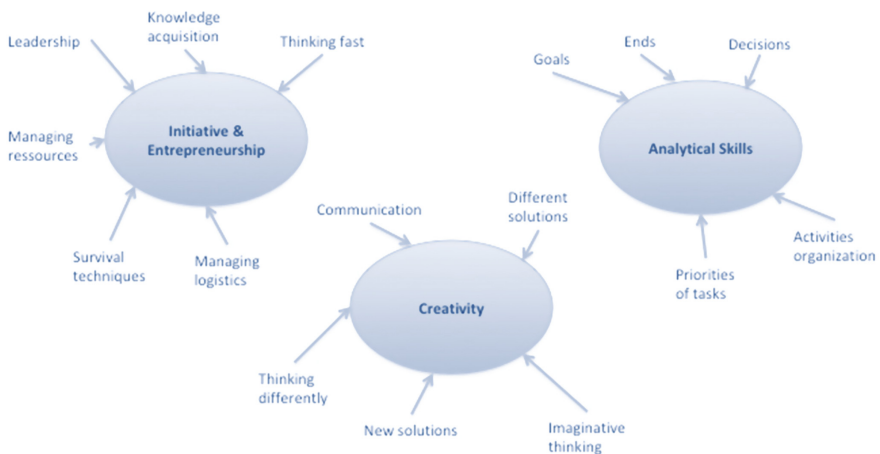 Knowledge
acquisition
Leadership
Thinking fast
Initiative &
Entrepreneurship
Managing
ressources
Survival
techniques
Managing
logistics
Communication
Different
solutions
Creativity
Thinking
differently
New solutions
Imaginative
thinking
Goals
Ends
Decisions
Analytical Skills
Activities
organization
Priorities
of tasks